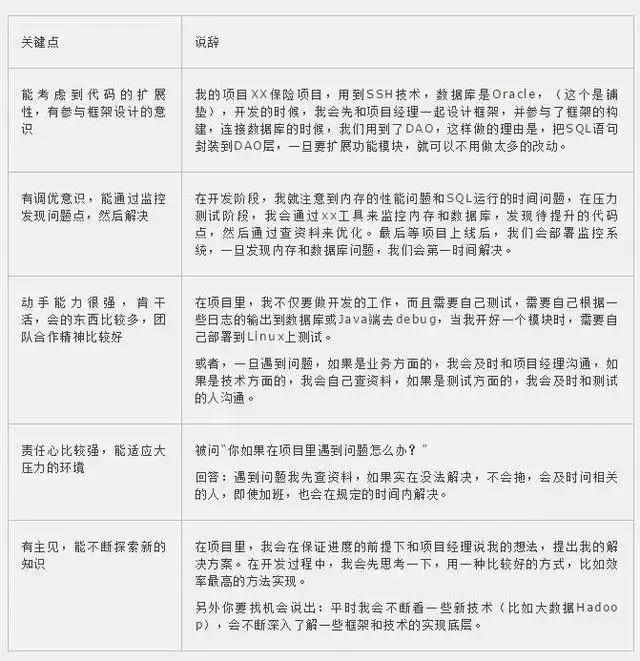 关键点
说辞
能考虑到代码的扩展
性，有参与框架设计的意
识
我的项目XX保险项目，用到SSH技术，数据库是Oracle，（这个是铺
垫），开发的时候，我会先和项目经理一起设计框架，并参与了框架的构
建，连接数据库的时候，我们用到了DAO，这样做的理由是，把SQL语句
封装到DAO层，一旦要扩展功能模块，就可以不用做太多的改动。
有调优意识，能通过监控
发现问题点，然后解决
在开发阶段，我就注意到内存的性能问题和SQL运行的时间问题，在压力
测试阶段，我会通过xx工具来监控内存和数据库，发现待提升的代码
点，然后通过查资料来优化。最后等项目上线后，我们会部署监控系
统，一旦发现内存和数据库问题，我们会第一时间解决。
动手能力很强，肯干
活，会的东西比较多，团
队合作精神比较好
在项目里，我不仅要做开发的工作，而且需要自己测试，需要自己根据一
些日志的输出到数据库或Java端去debug，当我开好一个模块时，需要自
己部署到Linux上测试。
或者，一旦遇到问题，如果是业务方面的，我会及时和项目经理沟通，如
果是技术方面的，我会自己查资料，如果是测试方面的，我会及时和测试
的人沟通。
责任心比较强，能适应大
压力的环境
被问“你如果在项目里遇到问题怎么办？”
回答：遇到问题我先查资料，如果实在没法解决，不会拖，会及时问相关
的人，即使加班，也会在规定的时间内解决。
有主见，能不断探索新的
知识
在项目里，我会在保证进度的前提下和项目经理说我的想法，提出我的解
决方案。在开发过程中，我会先思考一下，用一种比较好的方式，比如效
率最高的方法实现。
另外你要找机会说出：平时我会不断看一些新技术（比如大数据Hadoo
p），会不断深入了解一些框架和技术的实现底层。